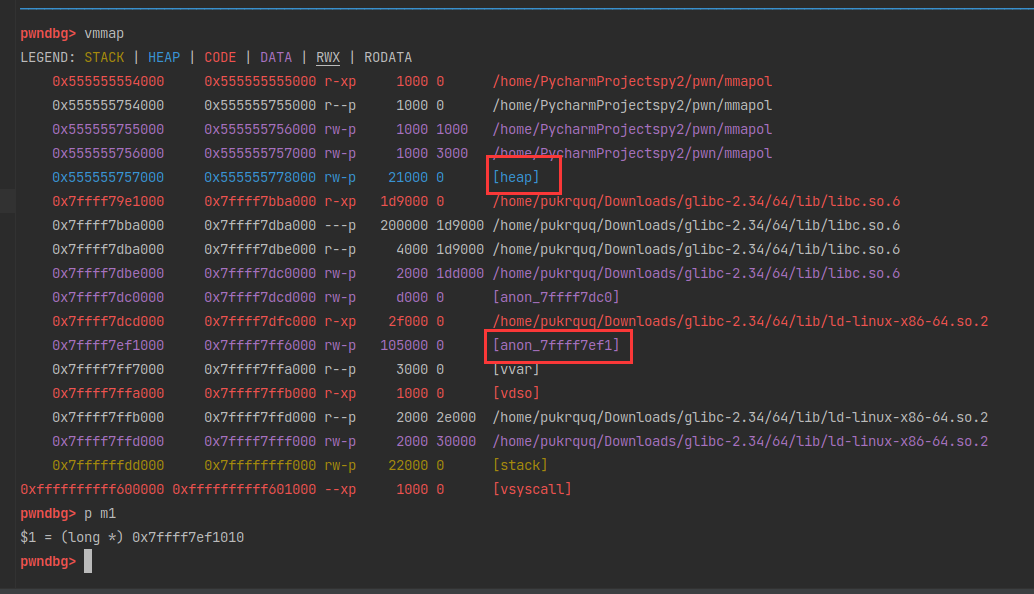 pwndbg> vmmap
LEGEND: STACK | HEAP | CODE | DATA | RWX | RODATA
0x555555554000 0x555555555000 r-xp 1000 0 /home/PycharmProjectspy2/pwn/mmapol
0x555555754000 0x555555755000 r--p 1000 0 /home/PycharmProjectspy2/pwn/mmapol
0x555555755000 0x555555756000 rw-p 1000 1000 /home/PycharmProjectspy2/pwn/mmapol
0x555555756000 0x555555757000 rw-p 1000 3000 /home/PycharmProjectspy2/pwn/mmapol
0x555555757000 0x555555778000 rw-p 21000 0 [heap]
0x7ffff79e1000 0x7ffff7bba000 r-xp 1d9000 0 /home/pukrquq/Downloads/glibc-2.34/64/lib/libc.so.6
0x7ffff7bba000 0x7ffff7dba000 ---p 200000 1d9000 /home/pukrquq/Downloads/glibc-2.34/64/lib/libc.so.6
0x7ffff7dba000 0x7ffff7dbe000 r--p 4000 1d9000 /home/pukrquq/Downloads/glibc-2.34/64/lib/libc.so.6
0x7ffff7dbe000 0x7ffff7dc0000 rw-p 2000 1dd000 /home/pukrquq/Downloads/glibc-2.34/64/lib/libc.so.6
0x7ffff7dc0000 0x7ffff7dcd000 rw-p d000 0 [anon_7ffff7dc0]
0x7ffff7dcd000 0x7ffff7dfc000 r-xp 2f000 0 /home/pukrquq/Downloads/glibc-2.34/64/lib/ld-linux-x86-64.so.2
0x7ffff7ef1000 0x7ffff7ff6000 rw-p 105000 0 [anon_7ffff7ef1]
0x7ffff7ff7000 0x7ffff7ffa000 r--p 3000 0 [vvar]
0x7ffff7ffa000 0x7ffff7ffb000 r-xp 1000 0 [vdso]
0x7ffff7ffb000 0x7ffff7ffd000 r--p 2000 2e000 /home/pukrquq/Downloads/glibc-2.34/64/lib/ld-linux-x86-64.so.2
0x7ffff7ffd000 0x7ffff7fff000 rw-p 2000 30000 /home/pukrquq/Downloads/glibc-2.34/64/lib/ld-linux-x86-64.so.2
0x7ffffffdd000 0x7ffffffff000 rw-p 22000 0 [stack]
0xffffffffff600000 0xffffffffff601000 --xp 1000 0 [vsyscall]
pwndbg> p m1
$1 = (long *) 0x7ffff7ef1010
pwndbg>